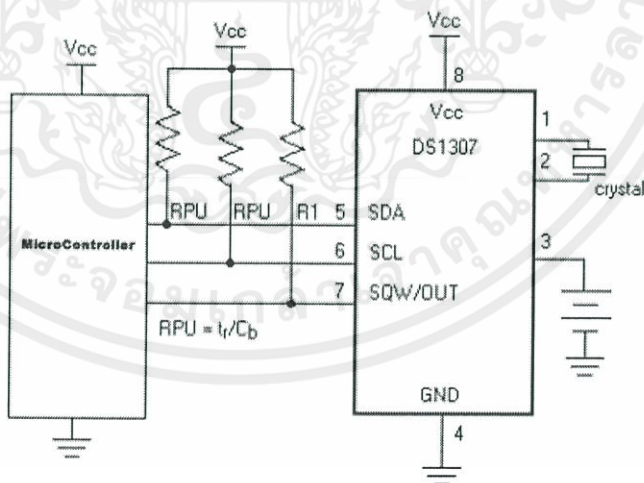 Vcc
Vcc
Vcc
8
Vcc
DS1307
1
2
crystal
RPU RPU R1 5 SDA
MicroController
6 SCL
3
7 SQW/OUT
RPU = tr/Cb
GND
4